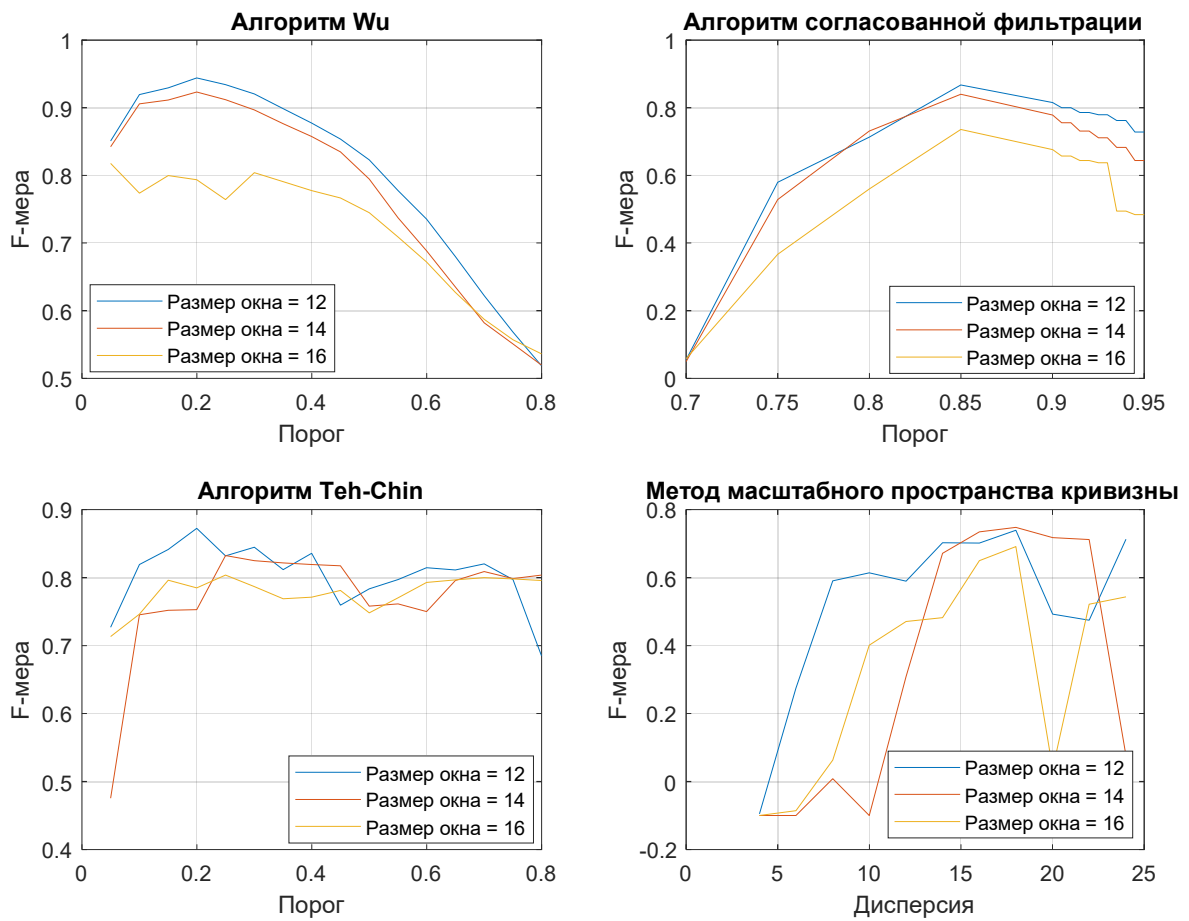 Алгоритм Wu
1
0.9
0.8
0.7
0.6
0.5
F-мера
Размер окна = 12
Размер окна = 14
Размер окна = 16
0
0.2
0.4
0.6
0.8
Порог
Алгоритм согласованной фильтрации
1
0.8
0.6
0.4
0.2
0
F-мера
Размер окна = 12
Размер окна = 14
Размер окна = 16
0.7
0.75
0.8
0.85
0.9
0.95
Порог
Алгоритм Teh-Chin
0.9
0.8
0.7
0.6
0.5
0.4
F-мера
Размер окна = 12
Размер окна = 14
Размер окна = 16
0
0.2
0.4
0.6
0.8
Порог
Метод масштабного пространства кривизны
0.8
0.6
0.4
0.2
0
-0.2
F-мера
Размер окна = 12
Размер окна = 14
Размер окна = 16
0
5
10
15
20
25
Дисперсия